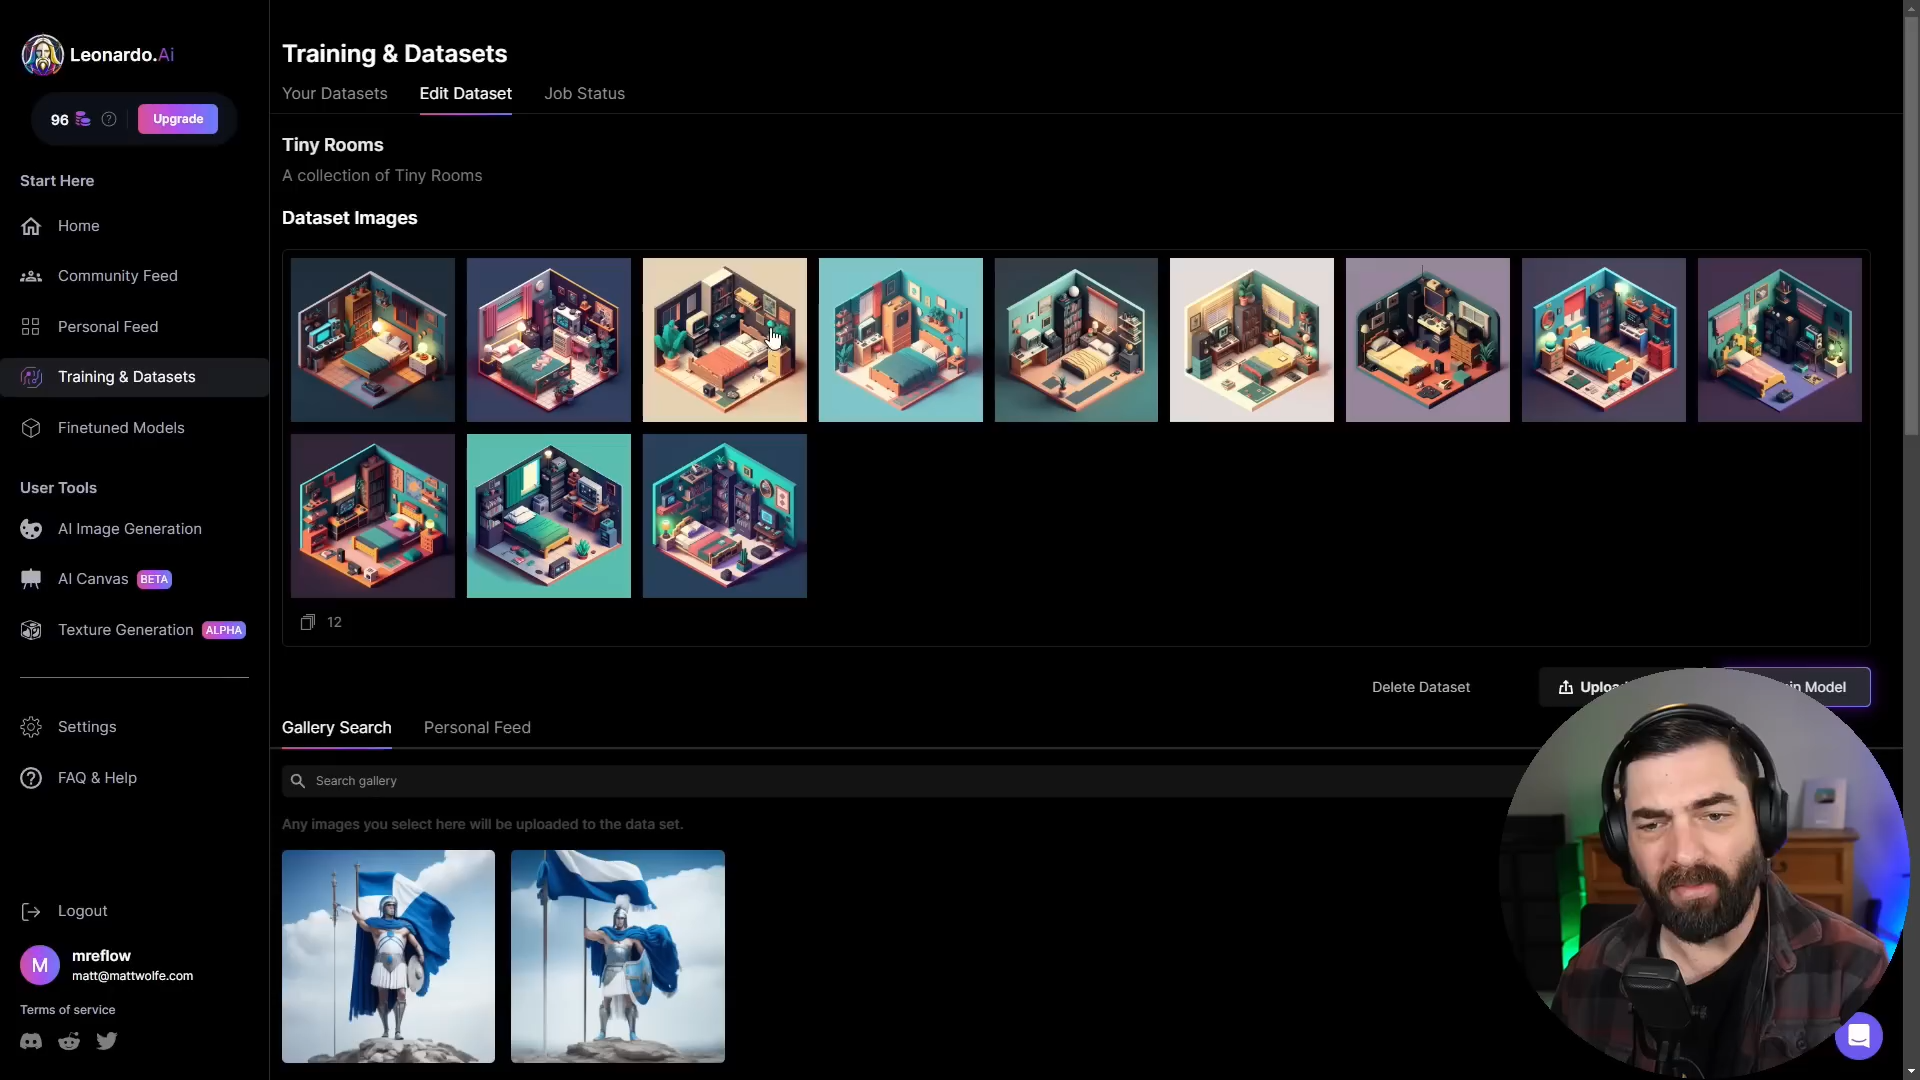 Leonardo.Ai
96
Upgrade
Start Here
Home
Community Feed
Personal Feed
Training & Datasets
Finetuned Models
User Tools
AI Image Generation
AI Canvas BETA
Texture Generation ALPHA
Settings
FAQ & Help
Logout
M
mreflow
matt@mattwolfe.com
Terms of service
Training & Datasets
Your Datasets
Edit Dataset
Job Status
Tiny Rooms
A collection of Tiny Rooms
Dataset Images
12
Delete Dataset
Model
Gallery Search
Personal Feed
Search gallery
Any images you select here will be uploaded to the data set.